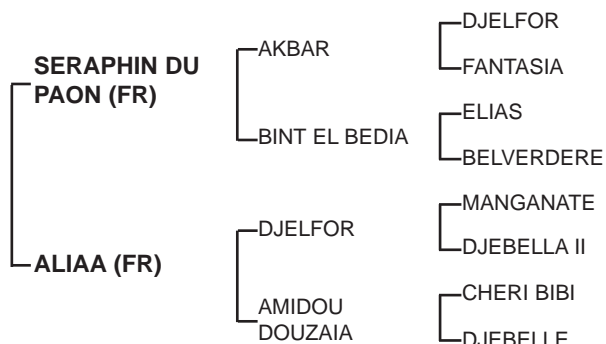 SERAPHIN DU
PAON (FR)
AKBAR
DJELFOR
FANTASIA
BINT EL BEDIA
ELIAS
BELVERDERE
ALIAA (FR)
DJELFOR
MANGANATE
DJEBELLA II
AMIDOU
DOUZAIA
CHERI BIBI
DJEBELLE